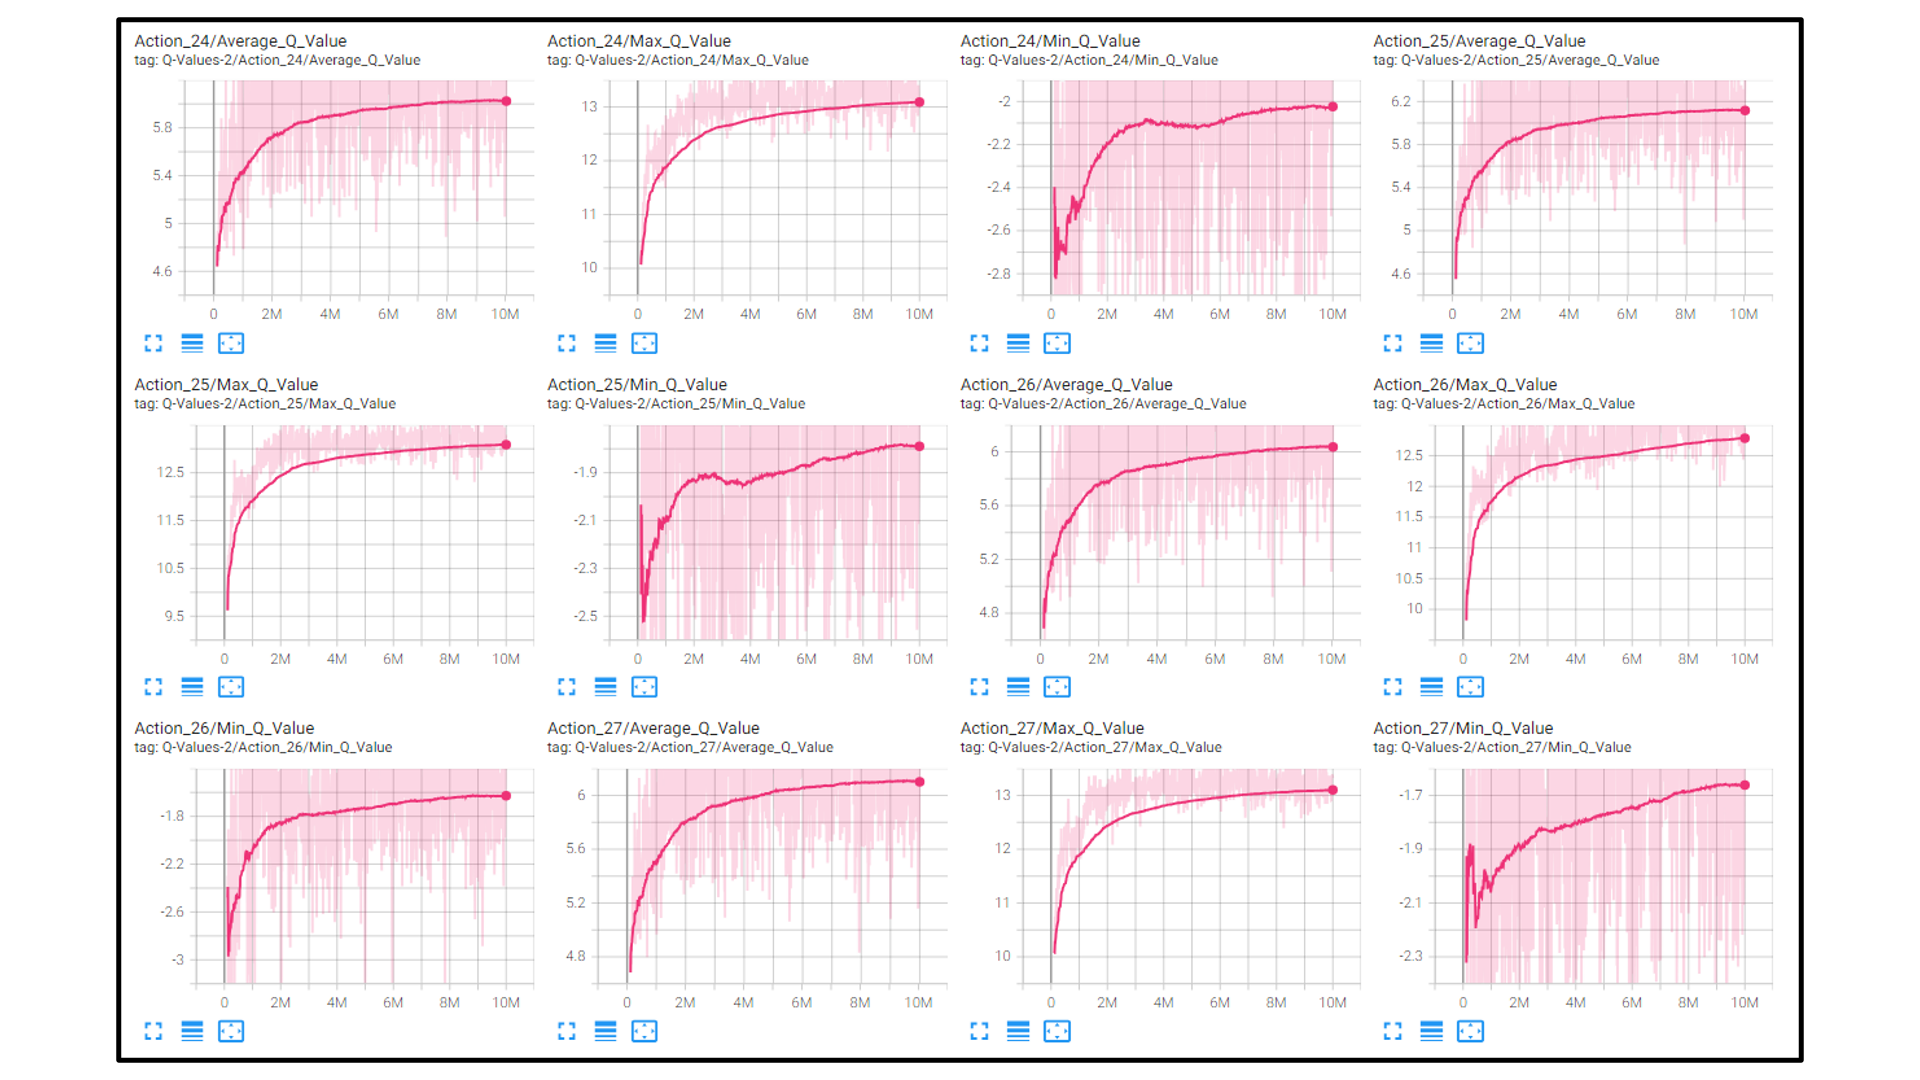 Action_24/Average_Q_Value
tag: Q-Values-2/Action_24/Average_Q_Value
5.8
5.4
5
4.6
0 2M 4M 6M 8M 10M
Action_24/Max_Q_Value
tag: Q-Values-2/Action_24/Max_Q_Value
13
12
11
10
0 2M 4M 6M 8M 10M
Action_24/Min_Q_Value
tag: Q-Values-2/Action_24/Min_Q_Value
-2
-2.2
-2.4
-2.6
-2.8
0 2M 4M 6M 8M 10M
Action_25/Average_Q_Value
tag: Q-Values-2/Action_25/Average_Q_Value
6.2
5.8
5.4
5
4.6
0 2M 4M 6M 8M 10M
Action_25/Max_Q_Value
tag: Q-Values-2/Action_25/Max_Q_Value
12.5
11.5
10.5
9.5
0 2M 4M 6M 8M 10M
Action_25/Min_Q_Value
tag: Q-Values-2/Action_25/Min_Q_Value
-1.9
-2.1
-2.3
-2.5
0 2M 4M 6M 8M 10M
Action_26/Average_Q_Value
tag: Q-Values-2/Action_26/Average_Q_Value
6
5.6
5.2
4.8
0 2M 4M 6M 8M 10M
Action_26/Max_Q_Value
tag: Q-Values-2/Action_26/Max_Q_Value
12.5
12
11.5
11
10.5
10
0 2M 4M 6M 8M 10M
Action_26/Min_Q_Value
tag: Q-Values-2/Action_26/Min_Q_Value
-1.8
-2.2
-2.6
-3
0 2M 4M 6M 8M 10M
Action_27/Average_Q_Value
tag: Q-Values-2/Action_27/Average_Q_Value
6
5.6
5.2
4.8
0 2M 4M 6M 8M 10M
Action_27/Max_Q_Value
tag: Q-Values-2/Action_27/Max_Q_Value
13
12
11
10
0 2M 4M 6M 8M 10M
Action_27/Min_Q_Value
tag: Q-Values-2/Action_27/Min_Q_Value
-1.7
-1.9
-2.1
-2.3
0 2M 4M 6M 8M 10M